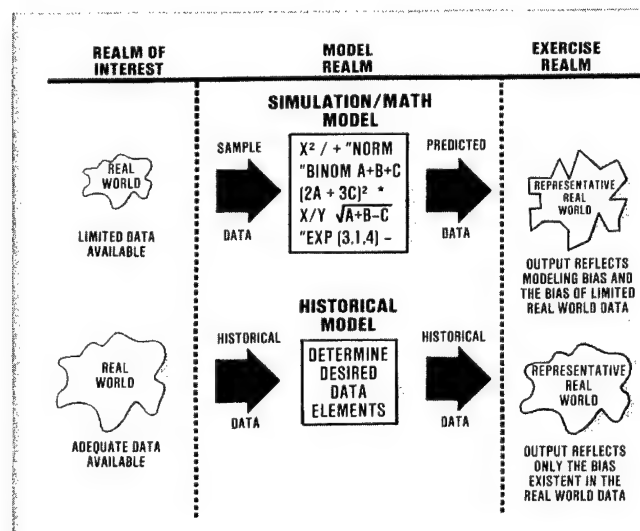 REALM OF
INTEREST
MODEL
REALM
EXERCISE
REALM
SIMULATION/MATH
MODEL
REAL
WORLD
LIMITED DATA
AVAILABLE
SAMPLE
DATA
X² / + "NORM
"BINOM A+B+C
(2A + 3C)² *
X/Y √A+B–C
"EXP (3,1,4) –
PREDICTED
DATA
REPRESENTATIVE
REAL
WORLD
OUTPUT REFLECTS
MODELING BIAS AND
THE BIAS OF LIMITED
REAL WORLD DATA
HISTORICAL
MODEL
REAL
WORLD
ADEQUATE DATA
AVAILABLE
HISTORICAL
DATA
DETERMINE
DESIRED
DATA
ELEMENTS
HISTORICAL
DATA
REPRESENTATIVE
REAL
WORLD
OUTPUT REFLECTS
ONLY THE BIAS
EXISTENT IN THE
REAL WORLD DATA